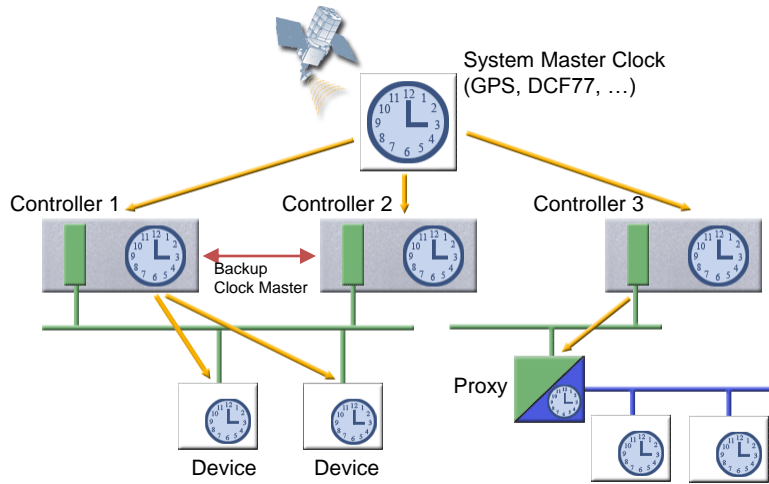 System Master Clock
(GPS, DCF77, …)
Controller 1
Controller 2
Controller 3
Backup
Clock Master
Proxy
Device
Device